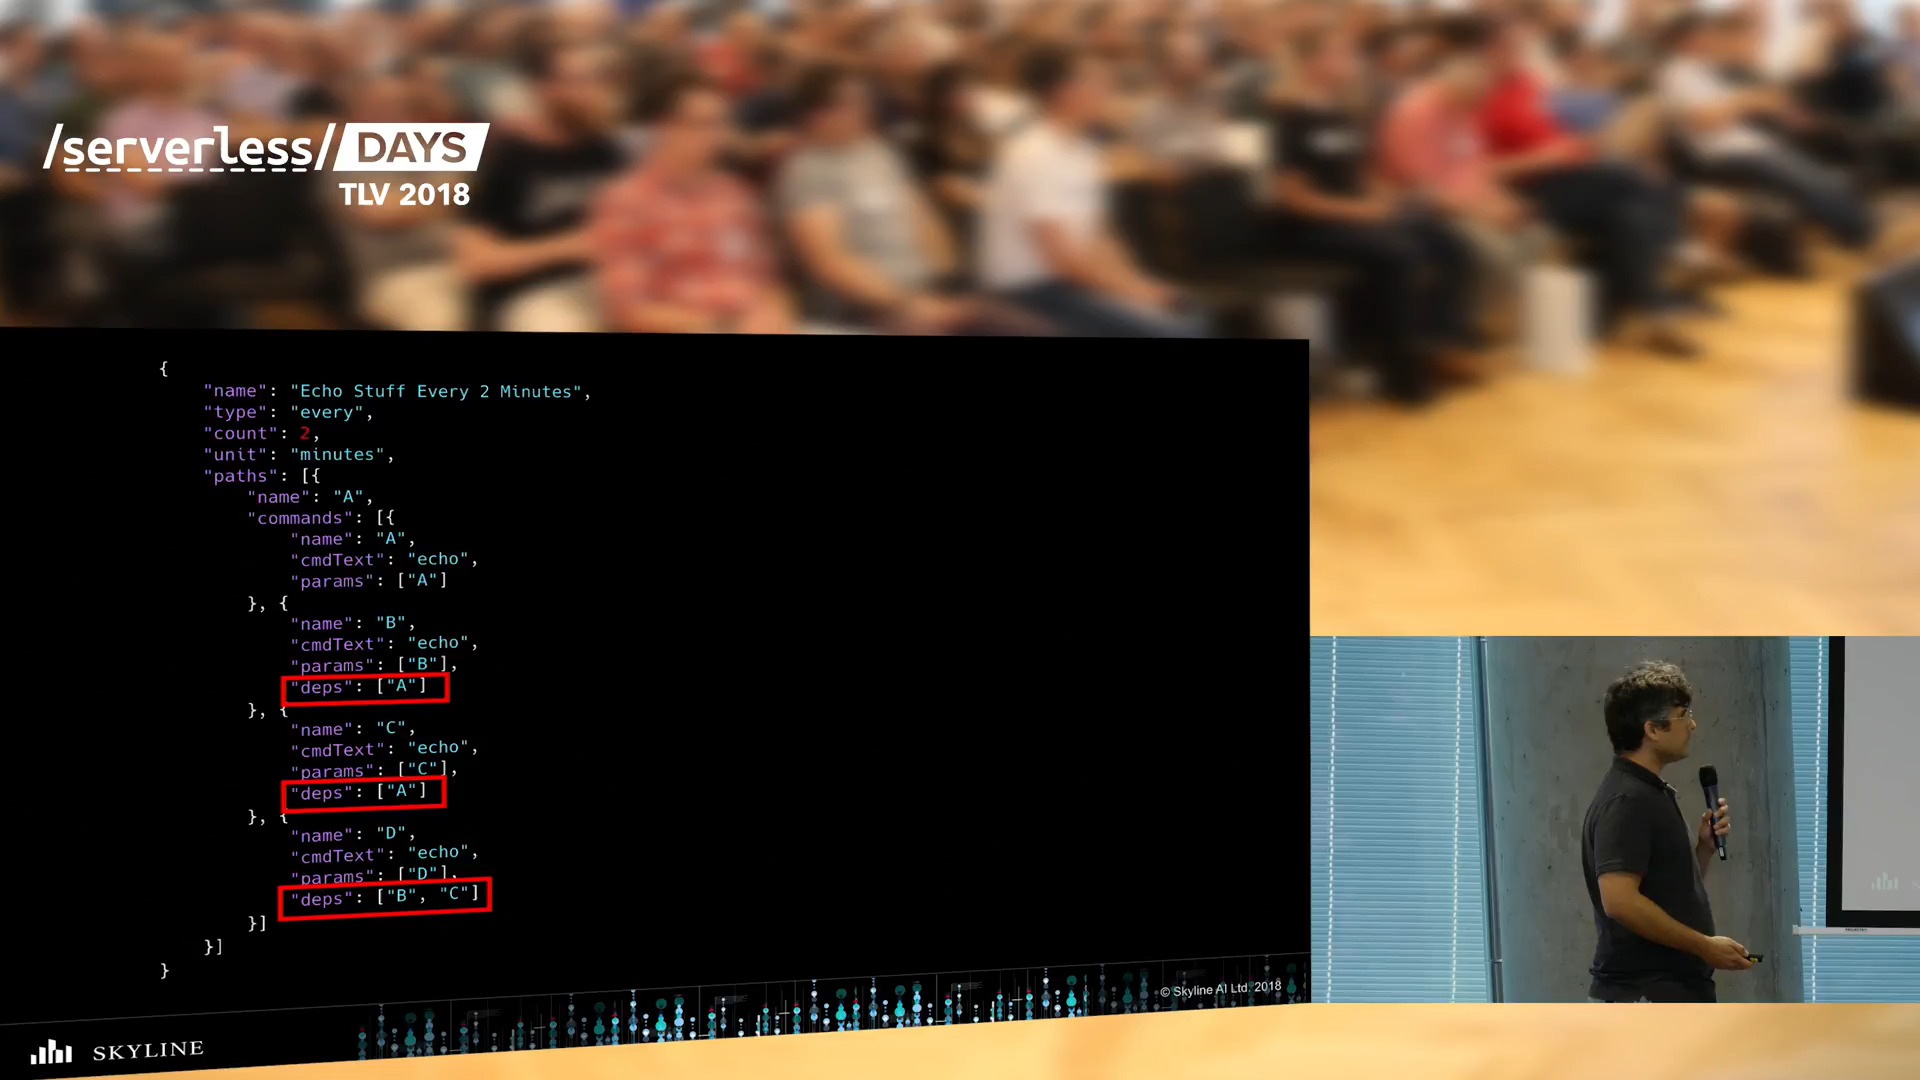 /serverless/ DAYS
TLV 2018
{
"name": "Echo Stuff Every 2 Minutes",
"type": "every",
"count": 2,
"unit": "minutes",
"paths": [{
"name": "A",
"commands": [{
"name": "A",
"cmdText": "echo",
"params": ["A"]
}, {
"name": "B",
"cmdText": "echo",
"params": ["B"],
"deps": ["A"]
}, {
"name": "C",
"cmdText": "echo",
"params": ["C"],
"deps": ["A"]
}, {
"name": "D",
"cmdText": "echo",
"params": ["D"],
"deps": ["B", "C"]
}]
}]
}
© Skyline AI Ltd. 2018
SKYLINE